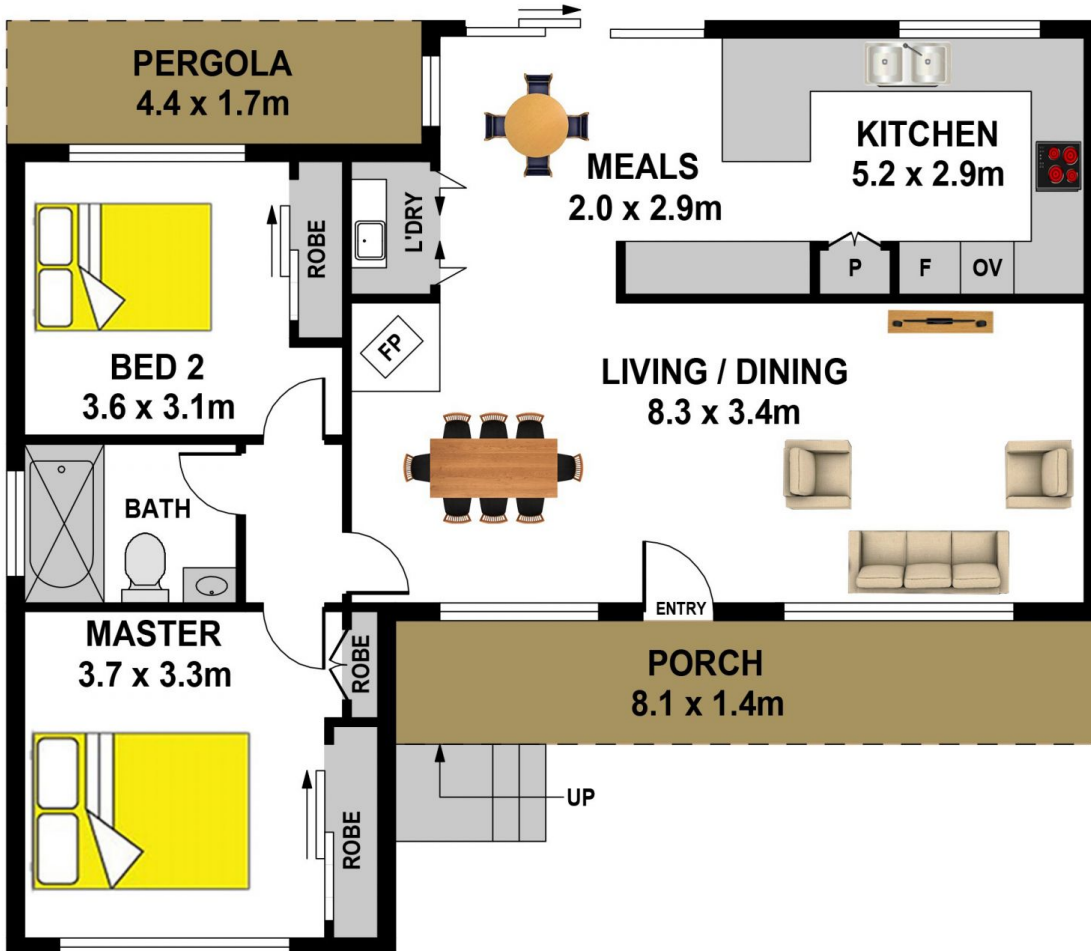 PERGOLA
4.4 x 1.7m
MEALS
2.0 x 2.9m
KITCHEN
5.2 x 2.9m
ROBE
L'DRY
P
F
OV
FP
BED 2
3.6 x 3.1m
LIVING / DINING
8.3 x 3.4m
BATH
ENTRY
MASTER
3.7 x 3.3m
ROBE
PORCH
8.1 x 1.4m
UP
ROBE